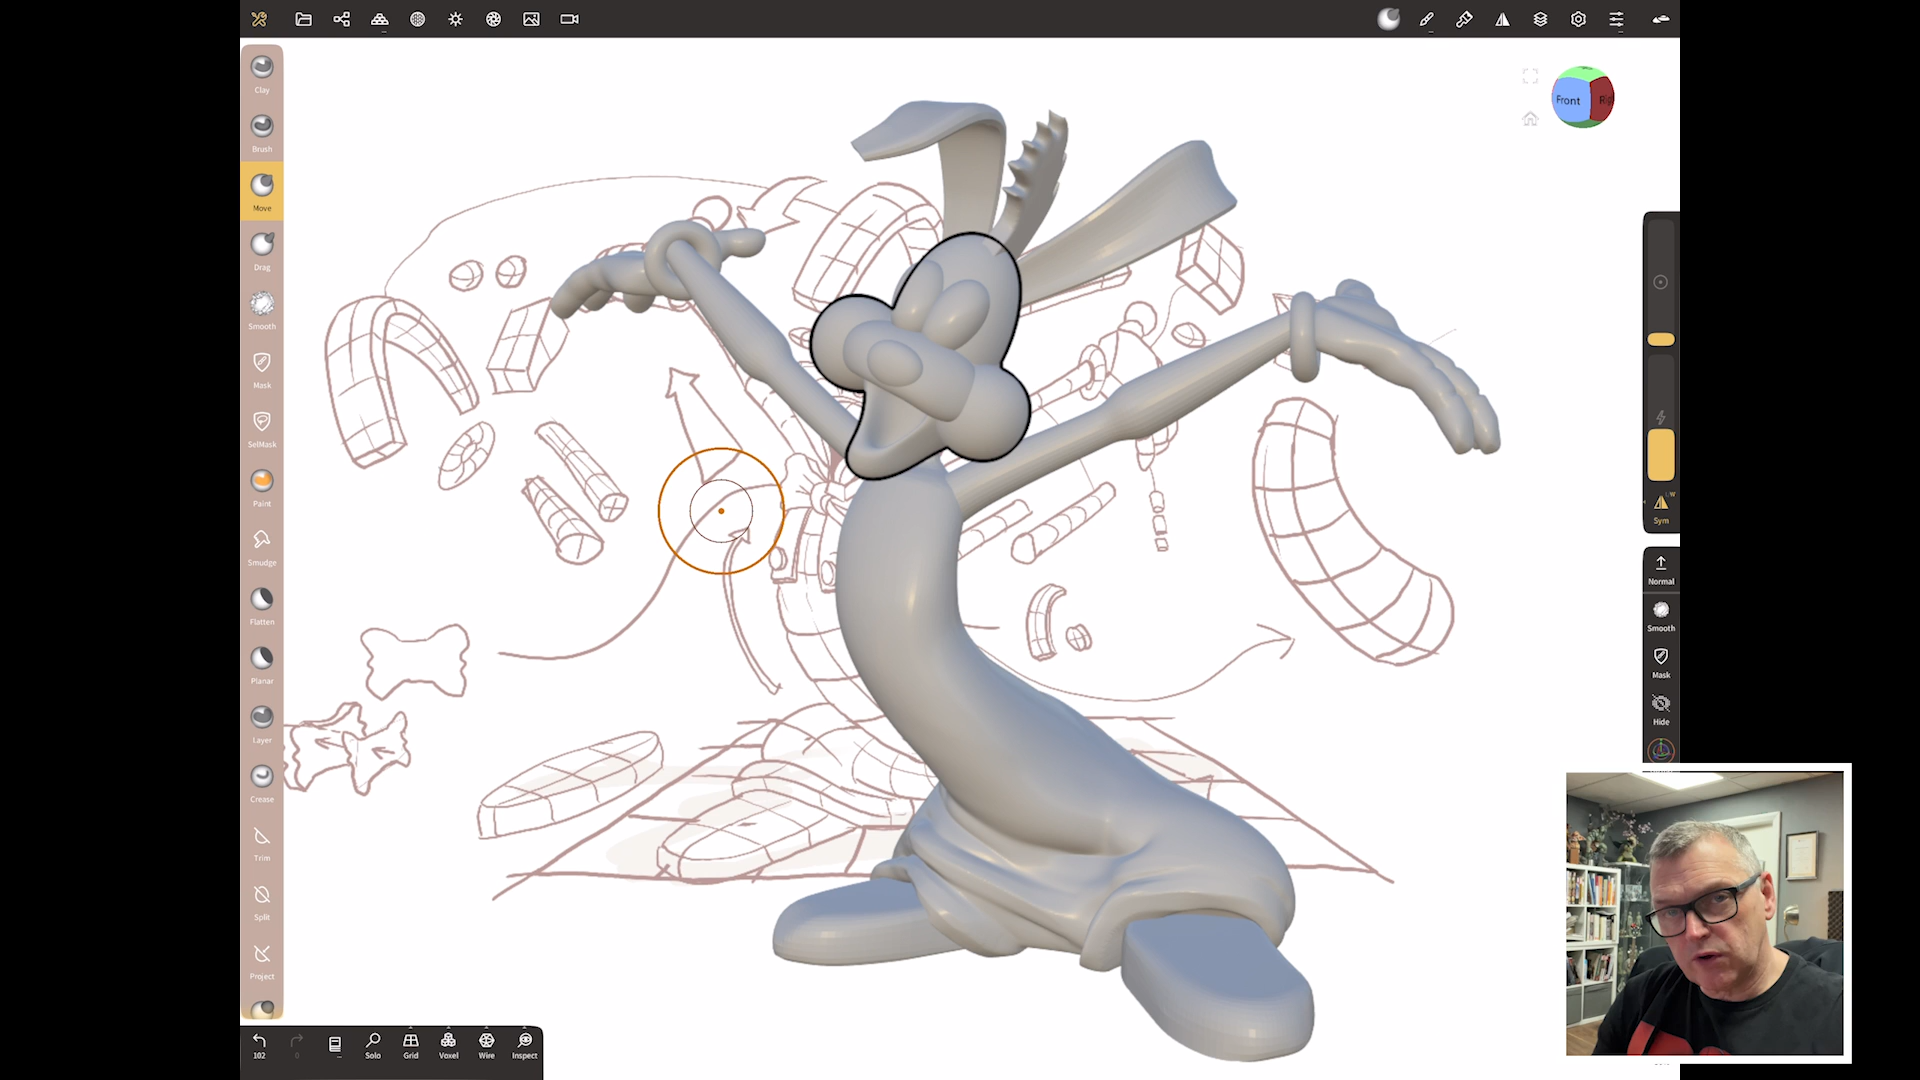 Front
Clay
Brush
Move
Drag
Smooth
Mask
SelMask
Paint
Smudge
Flatten
Planar
Layer
Crease
Trim
Split
Project
Sym
Normal
Smooth
Mask
Hide
102
0
Solo
Grid
Voxel
Wire
Inspect